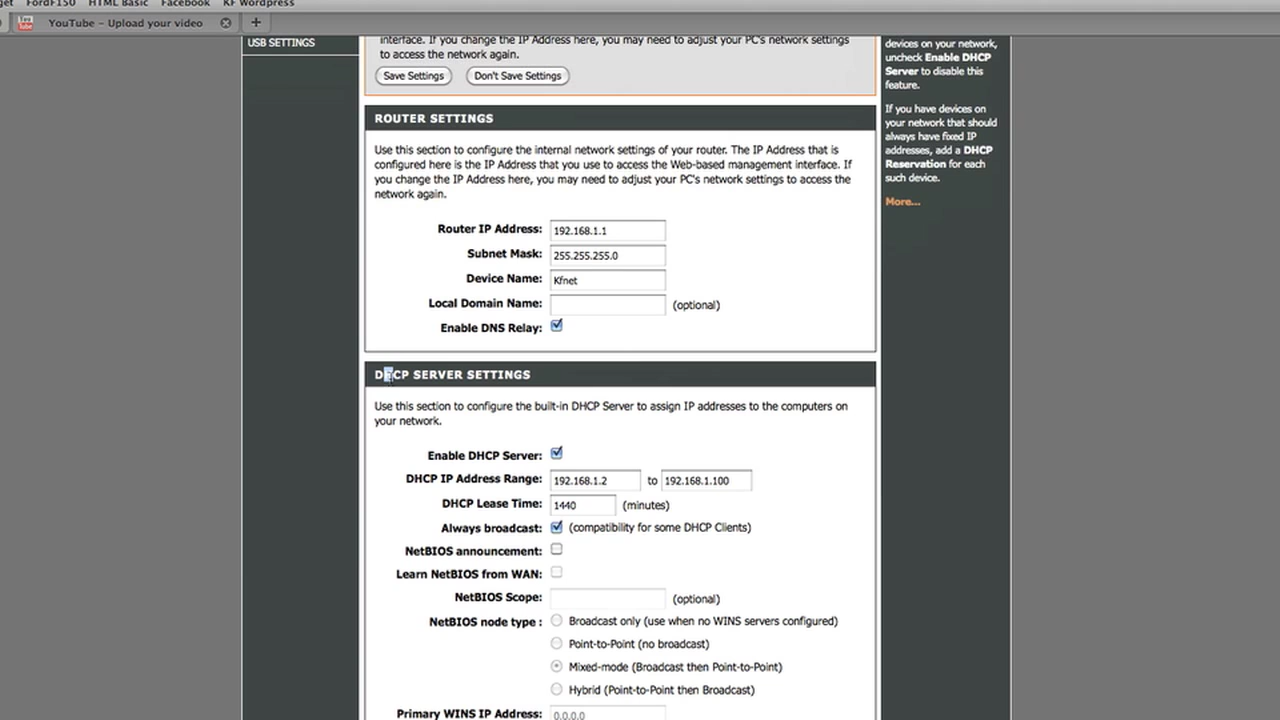 get FordF150 HTML Basic Facebook KF Wordpress
YouTube - Upload your video
USB SETTINGS
interface. If you change the IP Address here, you may need to adjust your PC's network settings
to access the network again.
Save Settings Don't Save Settings
ROUTER SETTINGS
Use this section to configure the internal network settings of your router. The IP Address that is
configured here is the IP Address that you use to access the Web-based management interface. If
you change the IP Address here, you may need to adjust your PC's network settings to access the
network again.
Router IP Address: 192.168.1.1
Subnet Mask: 255.255.255.0
Device Name: Kfnet
Local Domain Name: (optional)
Enable DNS Relay:
DHCP SERVER SETTINGS
Use this section to configure the built-in DHCP Server to assign IP addresses to the computers on
your network.
Enable DHCP Server:
DHCP IP Address Range: 192.168.1.2 to 192.168.1.100
DHCP Lease Time: 1440 (minutes)
Always broadcast: (compatibility for some DHCP Clients)
NetBIOS announcement:
Learn NetBIOS from WAN:
NetBIOS Scope: (optional)
NetBIOS node type : Broadcast only (use when no WINS servers configured)
Point-to-Point (no broadcast)
Mixed-mode (Broadcast then Point-to-Point)
Hybrid (Point-to-Point then Broadcast)
Primary WINS IP Address: 0.0.0.0
devices on your network,
uncheck Enable DHCP
Server to disable this
feature.
If you have devices on
your network that should
always have fixed IP
addresses, add a DHCP
Reservation for each
such device.
More...